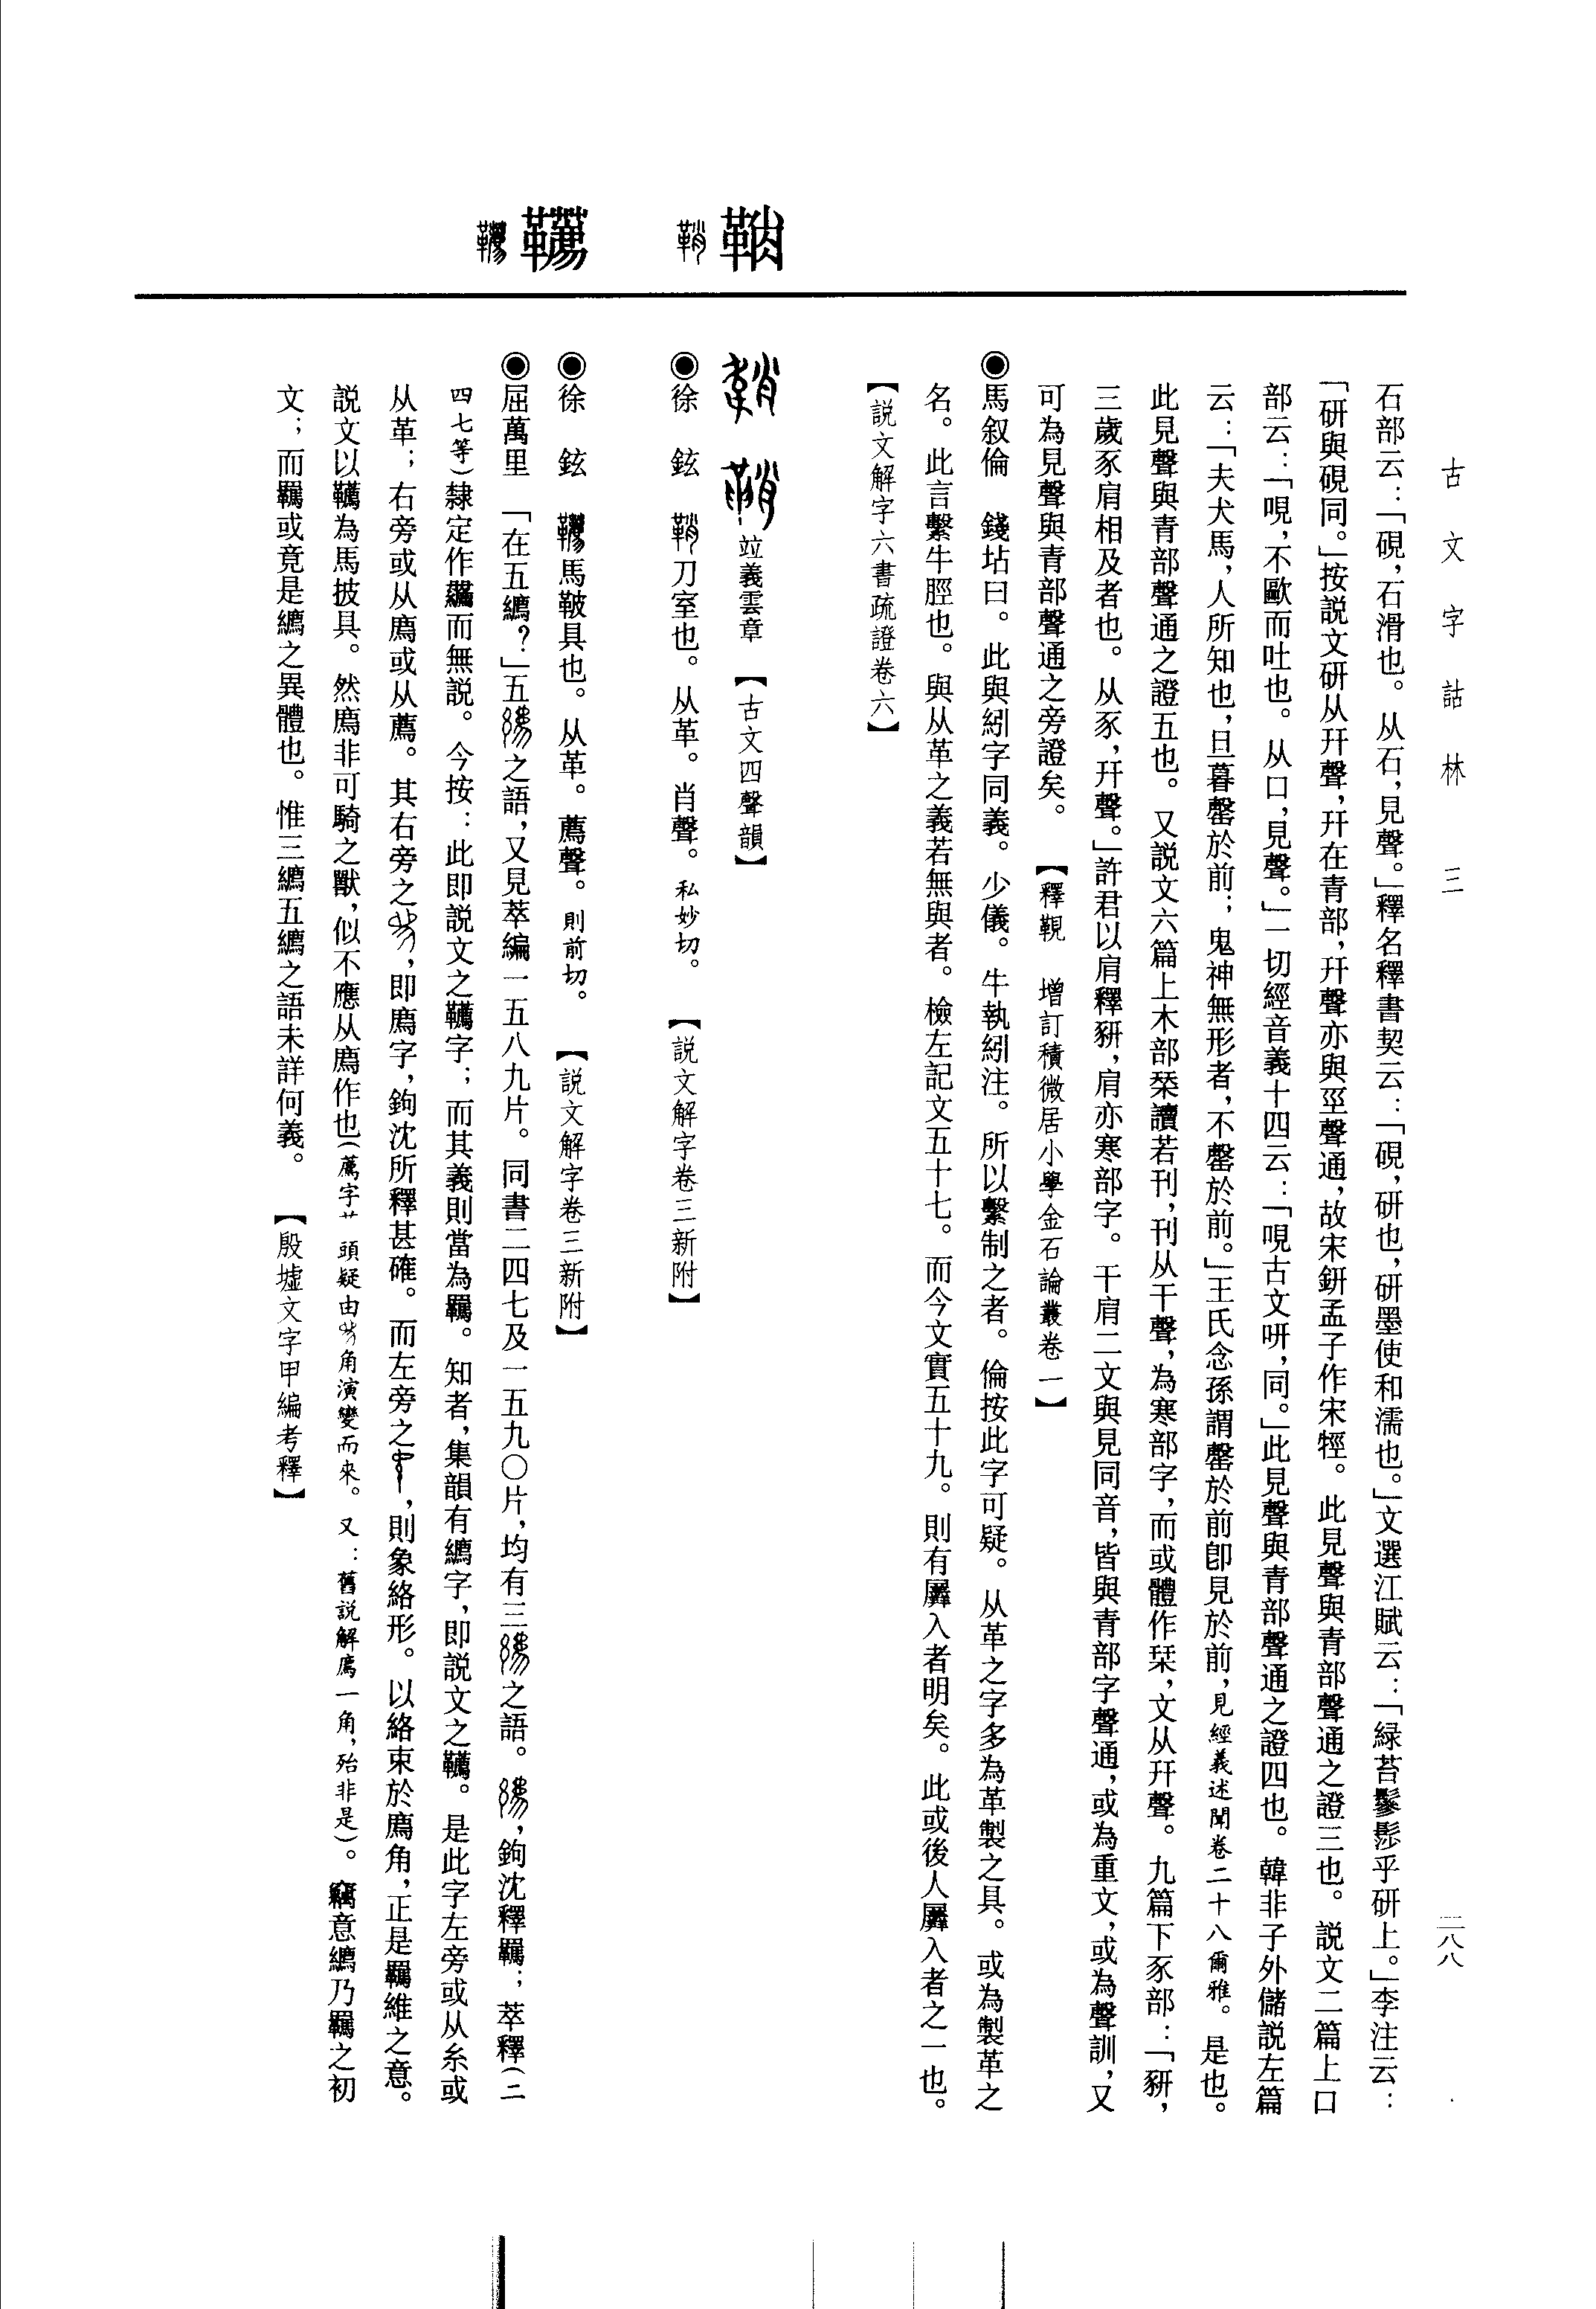 古文字詁林 三
二八八
石部云：「硯，石滑也。从石，見聲。」釋名釋書契云：「硯，研也，研墨使和濡也。」文選江賦云：「緑苔鬖髿乎研上。」李注云：
「研與硯同。」按説文研从幵聲，幵在青部，幵聲亦與巠聲通，故宋銒孟子作宋牼。此見聲與青部聲通之證三也。説文二篇上口
部云：「哯，不歐而吐也。从口，見聲。」一切經音義十四云：「哯古文㖔，同。」此見聲與青部聲通之證四也。韓非子外儲説左篇
云：「夫犬馬，人所知也，旦暮罄於前；鬼神無形者，不罄於前。」王氏念孫謂罄於前即見於前，見經義述聞卷二十八爾雅。是也。
此見聲與青部聲通之證五也。又説文六篇上木部栞讀若刊，刊从干聲，為寒部字，而或體作栞，文从幵聲。九篇下豕部：「豜，
三歲豕肩相及者也。从豕，幵聲。」許君以肩釋豜，肩亦寒部字。干肩二文與見同音，皆與青部字聲通，或為重文，或為聲訓，又
可為見聲與青部聲通之旁證矣。【釋䩤　增訂積微居小學金石論叢卷一】
◉馬叙倫　錢坫曰。此與紖字同義。少儀。牛執紖注。所以繫制之者。倫按此字可疑。从革之字多為革製之具。或為製革之
名。此言繫牛脛也。與从革之義若無與者。檢左記文五十七。而今文實五十九。則有羼入者明矣。此或後人羼入者之一也。
【説文解字六書疏證卷六】
鞘
竝義雲章　【古文四聲韻】
◉徐　鉉　鞘刀室也。从革。肖聲。私妙切。【説文解字卷三新附】
韉
◉徐　鉉　韉馬鞁具也。从革。薦聲。則前切。【説文解字卷三新附】
◉屈萬里　「在五纗？」五之語，又見萃編一五八九片。同書二四七及一五九〇片，均有三之語。，鉤沈釋羈；萃釋（二
四七等）隸定作而無説。今按：此即説文之韉字；而其義則當為羈。知者，集韻有字，即説文之韉。是此字左旁或从糸或
从革；右旁或从廌或从薦。其右旁之，即廌字，鉤沈所釋甚確。而左旁之，則象絡形。以絡束於廌角，正是羈維之意。
説文以韉為馬披具。然廌非可騎之獸，似不應从廌作也（薦字艹頭疑由角演變而來。又：舊説解廌一角，殆非是）。竊意乃羈之初
文；而羈或竟是之異體也。惟三五之語未詳何義。【殷墟文字甲編考釋】